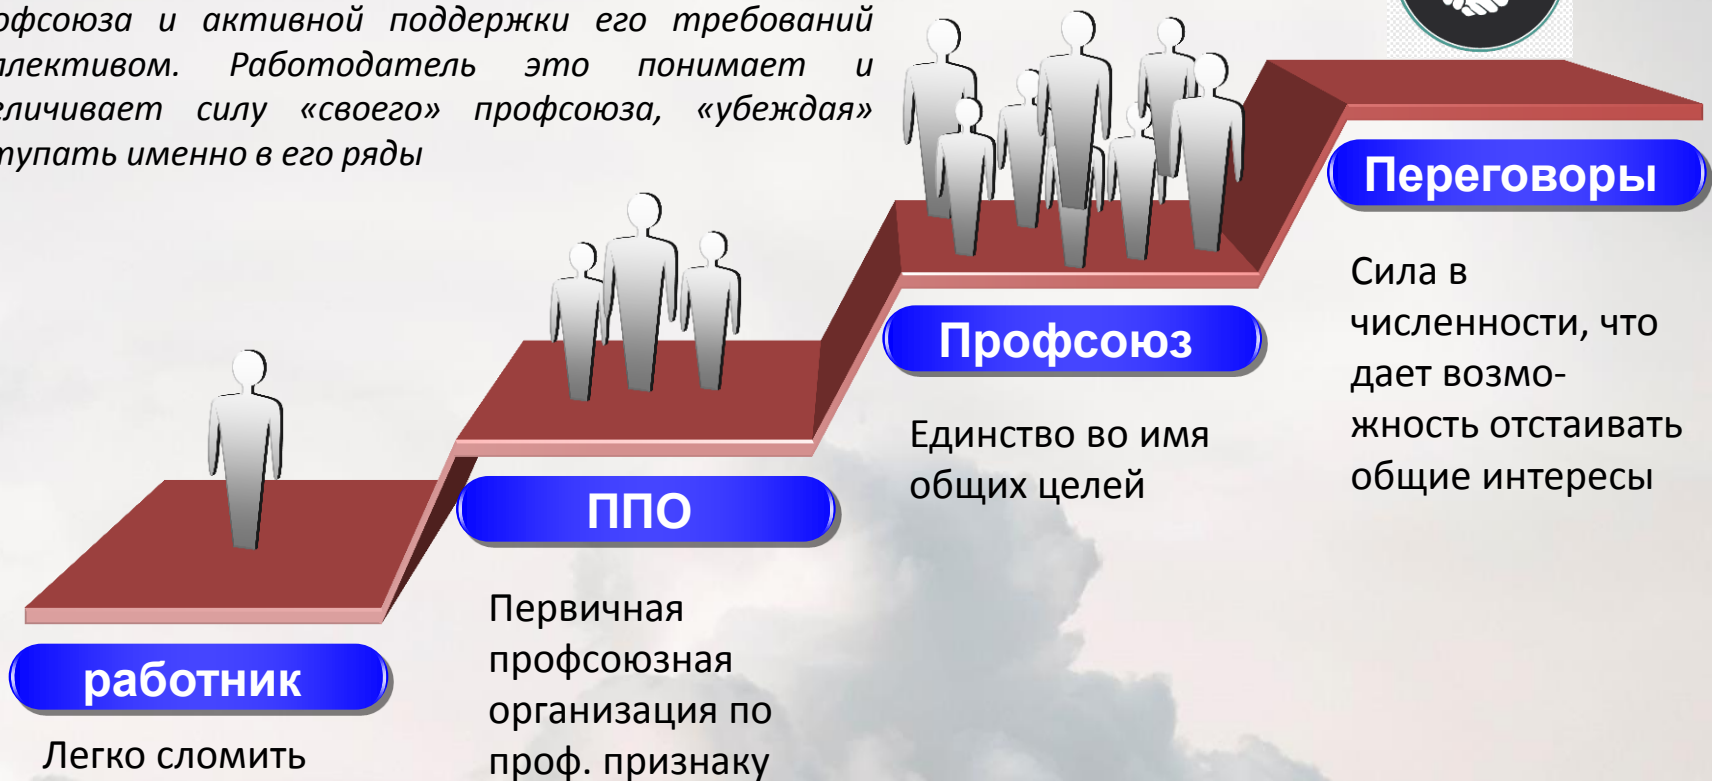 офсоюза и активной поддержки его требований
ллективом. Работодатель это понимает и
еличивает силу «своего» профсоюза, «убеждая»
тупать именно в его ряды
Переговоры
Сила в
численности, что
дает возмо-
жность отстаивать
общие интересы
Профсоюз
Единство во имя
общих целей
ППО
Первичная
профсоюзная
организация по
проф. признаку
работник
Легко сломить